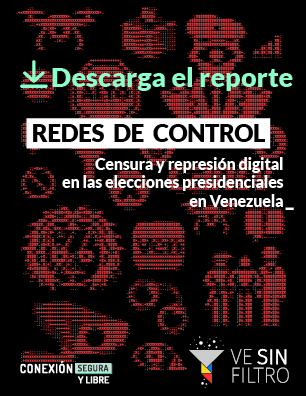 Descarga el reporte
REDES DE CONTROL
Censura y represión digital
en las elecciones presidenciales
en Venezuela_
CONEXIÓN SEGURA
Y LIBRE
VE SIN
FILTRO